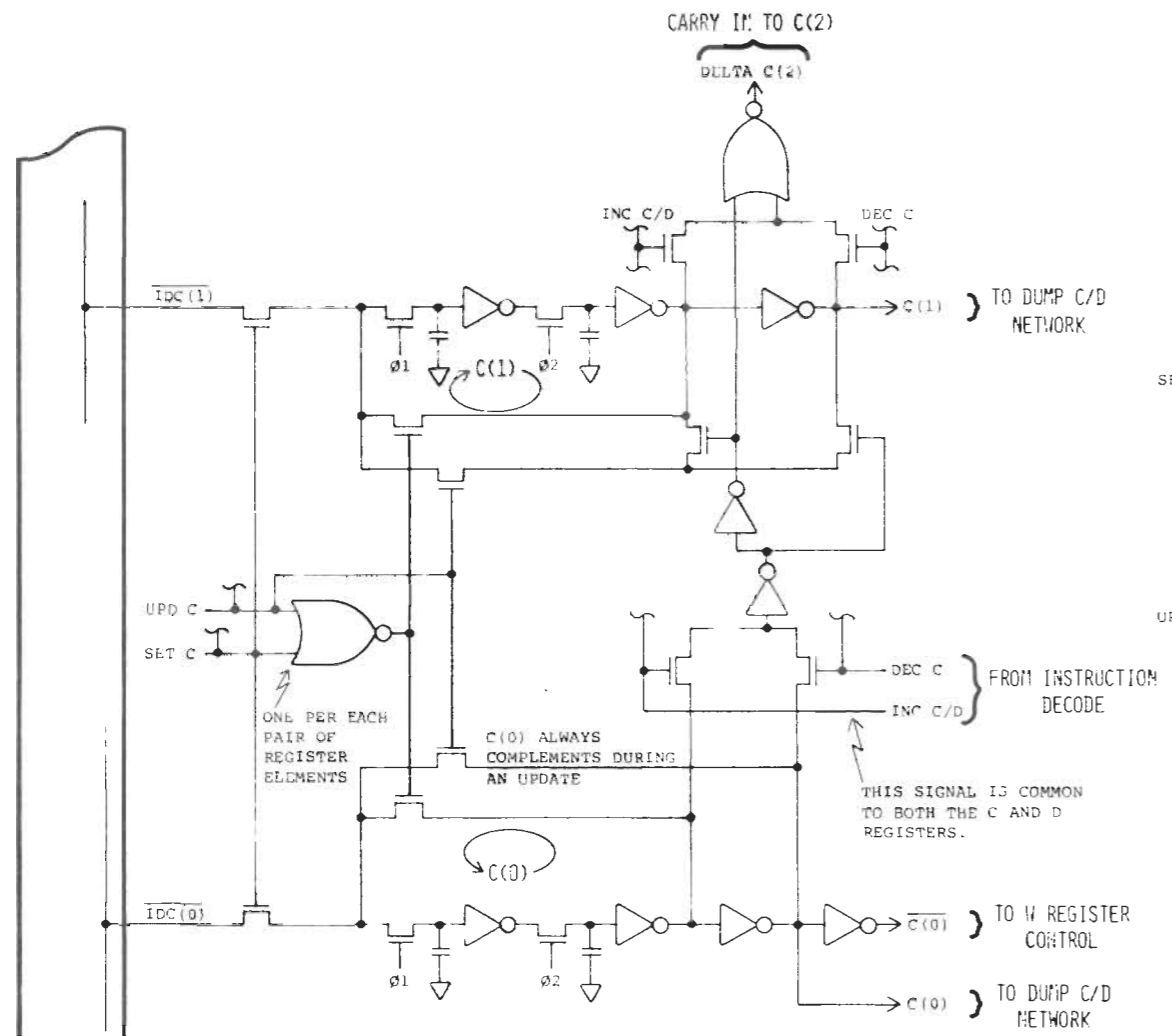 CARRY IN TO C(2)
DELTA C(2)
INC C/D
DEC C
IDC(1)
C(1)
TO DUMP C/D
NETWORK
Ø1
C(1)
Ø2
UPD C
SET C
ONE PER EACH
PAIR OF
REGISTER
ELEMENTS
C(0) ALWAYS
COMPLEMENTS DURING
AN UPDATE
DEC C
INC C/D
FROM INSTRUCTION
DECODE
THIS SIGNAL IS COMMON
TO BOTH THE C AND D
REGISTERS.
C(0)
IDC(0)
Ø1
Ø2
C(0)
TO W REGISTER
CONTROL
C(0)
TO DUMP C/D
NETWORK